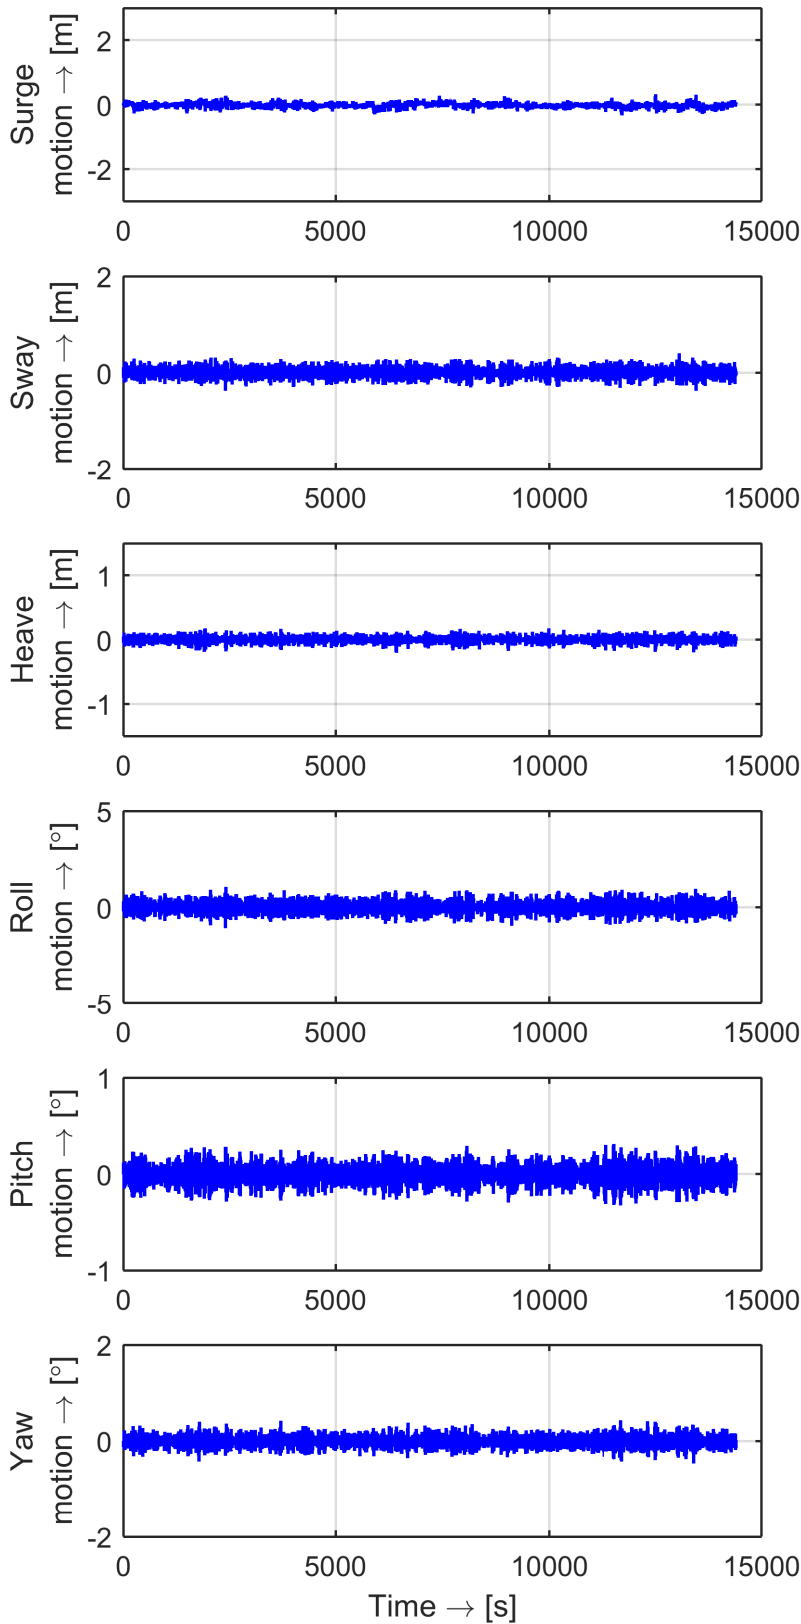 Surge
motion → [m]
2
0
-2
0 5000 10000 15000
Sway
motion → [m]
2
0
-2
0 5000 10000 15000
Heave
motion → [m]
1
0
-1
0 5000 10000 15000
Roll
motion → [°]
5
0
-5
0 5000 10000 15000
Pitch
motion → [°]
1
0
-1
0 5000 10000 15000
Yaw
motion → [°]
2
0
-2
0 5000 10000 15000
Time → [s]